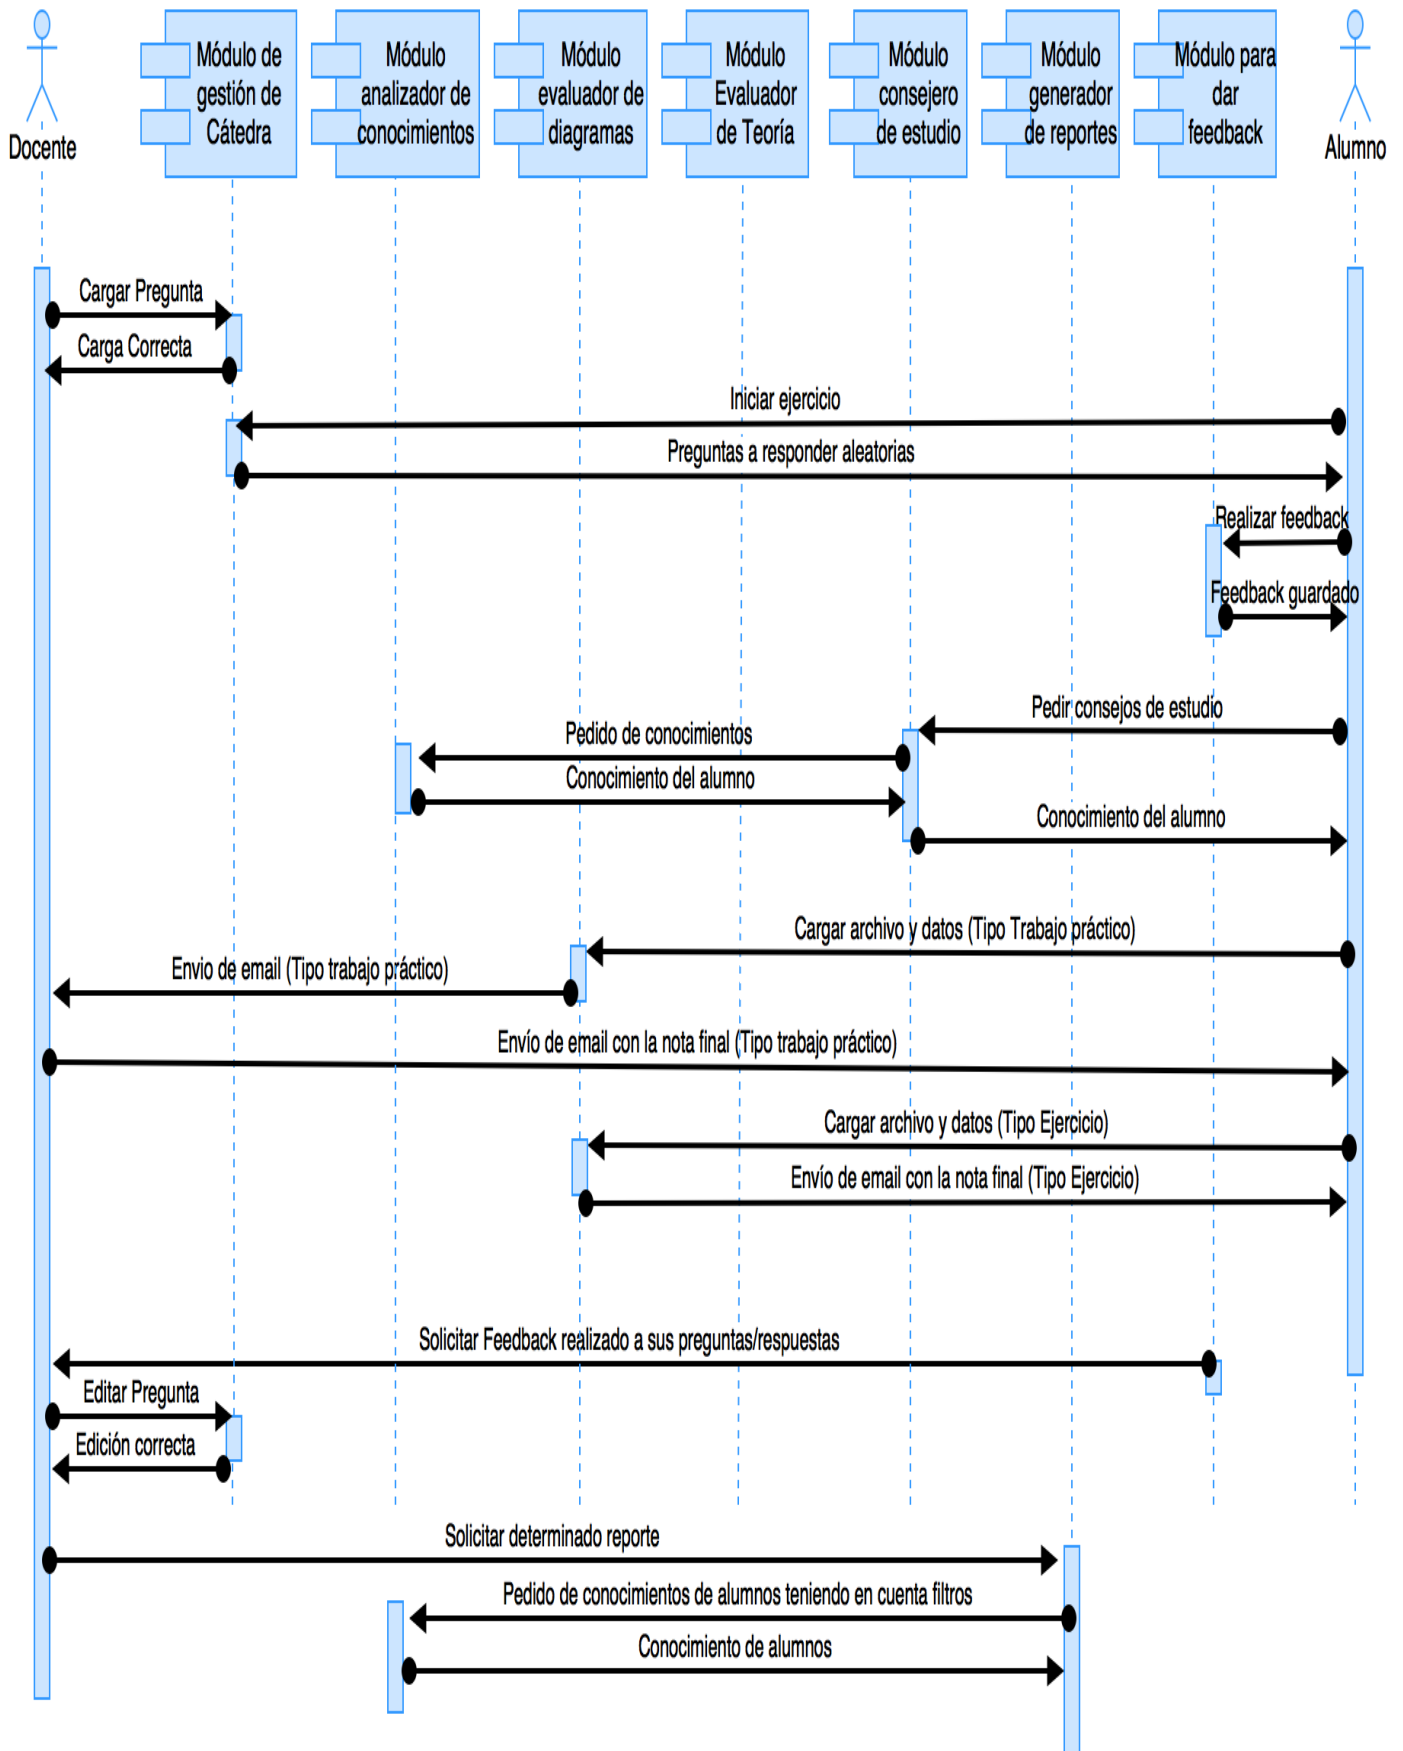 Docente
Módulo de
gestión de
Cátedra
Módulo
analizador de
conocimientos
Módulo
evaluador de
diagramas
Módulo
Evaluador
de Teoría
Módulo
consejero
de estudio
Módulo
generador
de reportes
Módulo para
dar
feedback
Alumno
Cargar Pregunta
Carga Correcta
Iniciar ejercicio
Preguntas a responder aleatorias
Realizar feedback
Feedback guardado
Pedir consejos de estudio
Pedido de conocimientos
Conocimiento del alumno
Conocimiento del alumno
Cargar archivo y datos (Tipo Trabajo práctico)
Envio de email (Tipo trabajo práctico)
Envío de email con la nota final (Tipo trabajo práctico)
Cargar archivo y datos (Tipo Ejercicio)
Envío de email con la nota final (Tipo Ejercicio)
Solicitar Feedback realizado a sus preguntas/respuestas
Editar Pregunta
Edición correcta
Solicitar determinado reporte
Pedido de conocimientos de alumnos teniendo en cuenta filtros
Conocimiento de alumnos